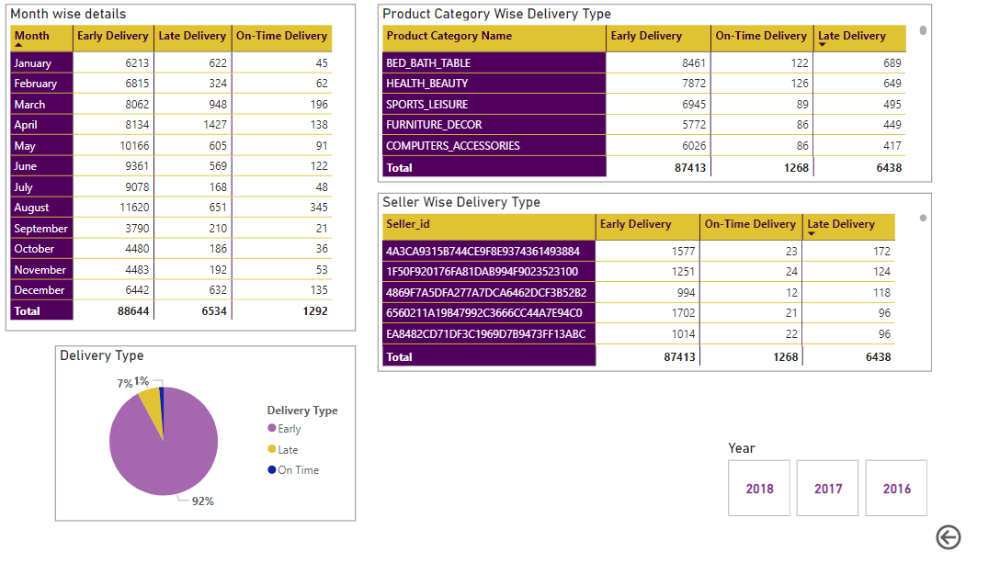 Month wise details
Month Early Delivery Late Delivery On-Time Delivery
January 6213 622 45
February 6815 324 62
March 8062 948 196
April 8134 1427 138
May 10166 605 91
June 9361 569 122
July 9078 168 48
August 11620 651 345
September 3790 210 21
October 4480 186 36
November 4483 192 53
December 6442 632 135
Total 88644 6534 1292
Product Category Wise Delivery Type
Product Category Name Early Delivery On-Time Delivery Late Delivery
BED_BATH_TABLE 8461 122 689
HEALTH_BEAUTY 7872 126 649
SPORTS_LEISURE 6945 89 495
FURNITURE_DECOR 5772 86 449
COMPUTERS_ACCESSORIES 6026 86 417
Total 87413 1268 6438
Seller Wise Delivery Type
Seller_id Early Delivery On-Time Delivery Late Delivery
4A3CA9315B744CE9F8E9374361493884 1577 23 172
1F50F920176FA81DAB994F9023523100 1251 24 124
4869F7A5DFA277A7DCA6462DCF3B52B2 994 12 118
6560211A19B47992C3666CC44A7E94C0 1702 21 96
EA8482CD71DF3C1969D7B9473FF13ABC 1014 22 96
Total 87413 1268 6438
Delivery Type
7% 1%
92%
Delivery Type
Early
Late
On Time
Year
2018 2017 2016